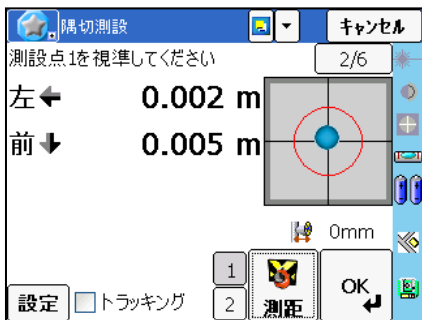 隅切測設
キャンセル
測設点1を視準してください
2/6
左 0.002 m
前 0.005 m
0mm
1
2
測距
OK
設定
トラッキング